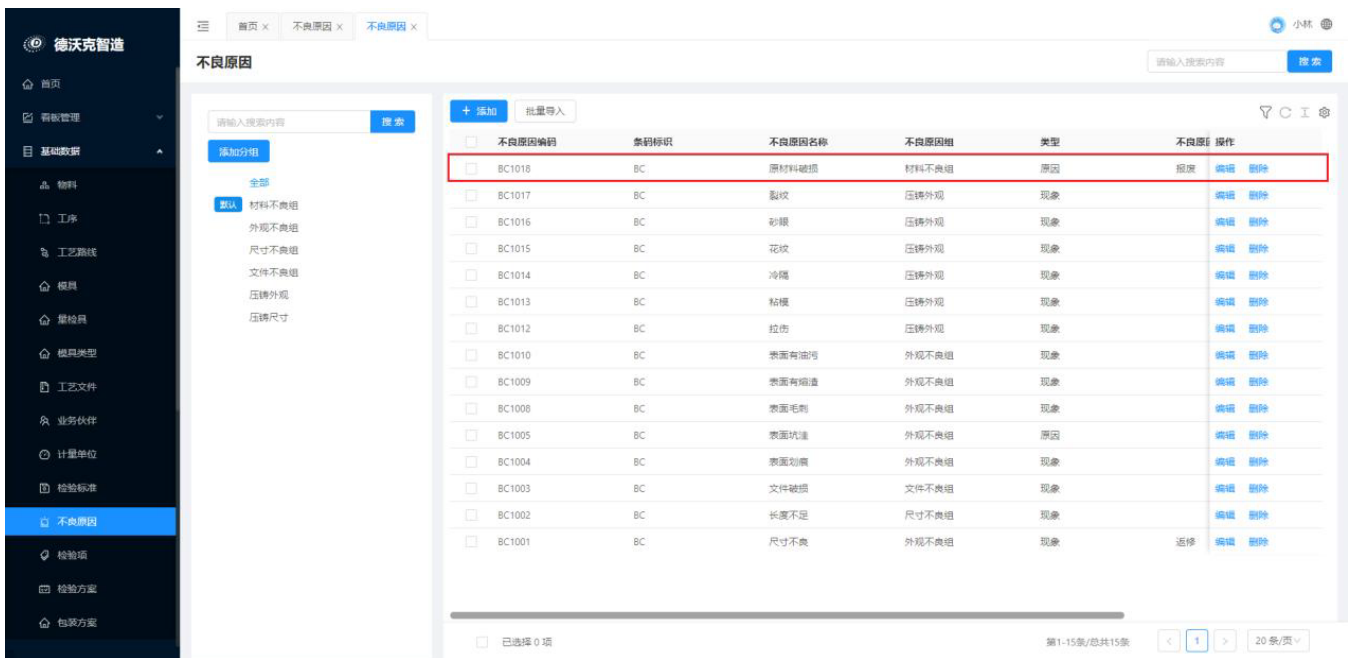 德沃克智造
首页
看板管理
基础数据
物料
工序
工艺路线
模具
量检具
模具类型
工艺文件
业务伙伴
计量单位
检验标准
不良原因
检验项
检验方案
包装方案
首页 × 不良原因 × 不良原因 ×
小林
不良原因
请输入搜索内容 搜索
请输入搜索内容 搜索
添加分组
全部
默认 材料不良组
外观不良组
尺寸不良组
文件不良组
压铸外观
压铸尺寸
+ 添加 批量导入
不良原因编码 条码标识 不良原因名称 不良原因组 类型 不良原 操作
BC1018 BC 原材料破损 材料不良组 原因 报废 编辑 删除
BC1017 BC 裂纹 压铸外观 现象 编辑 删除
BC1016 BC 砂眼 压铸外观 现象 编辑 删除
BC1015 BC 花纹 压铸外观 现象 编辑 删除
BC1014 BC 冷隔 压铸外观 现象 编辑 删除
BC1013 BC 粘模 压铸外观 现象 编辑 删除
BC1012 BC 拉伤 压铸外观 现象 编辑 删除
BC1010 BC 表面有油污 外观不良组 现象 编辑 删除
BC1009 BC 表面有熔渣 外观不良组 现象 编辑 删除
BC1008 BC 表面毛刺 外观不良组 现象 编辑 删除
BC1005 BC 表面坑洼 外观不良组 原因 编辑 删除
BC1004 BC 表面划痕 外观不良组 现象 编辑 删除
BC1003 BC 文件破损 文件不良组 现象 编辑 删除
BC1002 BC 长度不足 尺寸不良组 现象 编辑 删除
BC1001 BC 尺寸不良 外观不良组 现象 返修 编辑 删除
已选择 0 项 第1-15条/总共15条 < 1 > 20 条/页